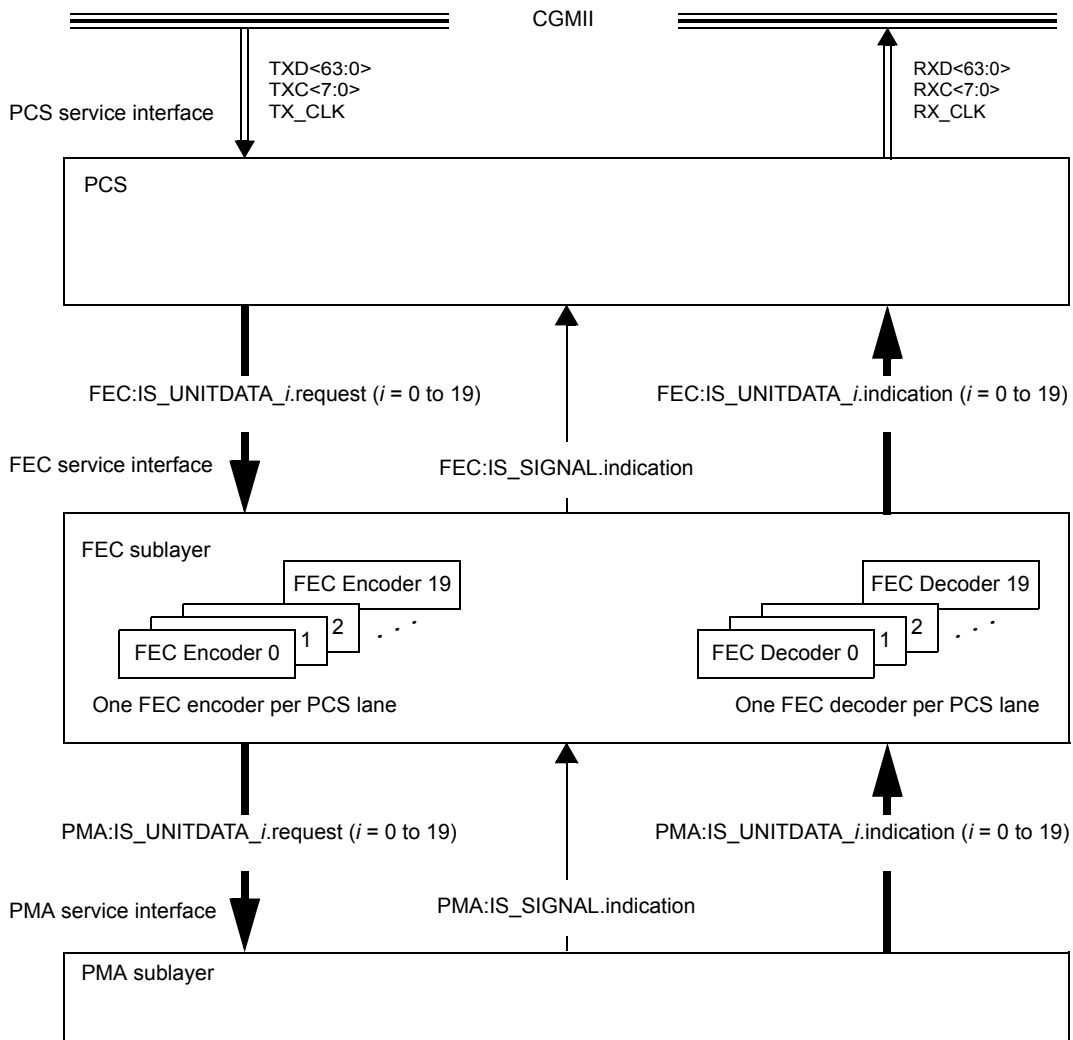 CGMII
TXD<63:0>
TXC<7:0>
TX_CLK
RXD<63:0>
RXC<7:0>
RX_CLK
PCS service interface
PCS
FEC:IS_UNITDATA_i.request (i = 0 to 19)
FEC:IS_UNITDATA_i.indication (i = 0 to 19)
FEC service interface
FEC:IS_SIGNAL.indication
FEC sublayer
FEC Encoder 19
2
1
FEC Encoder 0
. . .
One FEC encoder per PCS lane
FEC Decoder 19
2
1
FEC Decoder 0
. . .
One FEC decoder per PCS lane
PMA:IS_UNITDATA_i.request (i = 0 to 19)
PMA:IS_UNITDATA_i.indication (i = 0 to 19)
PMA service interface
PMA:IS_SIGNAL.indication
PMA sublayer